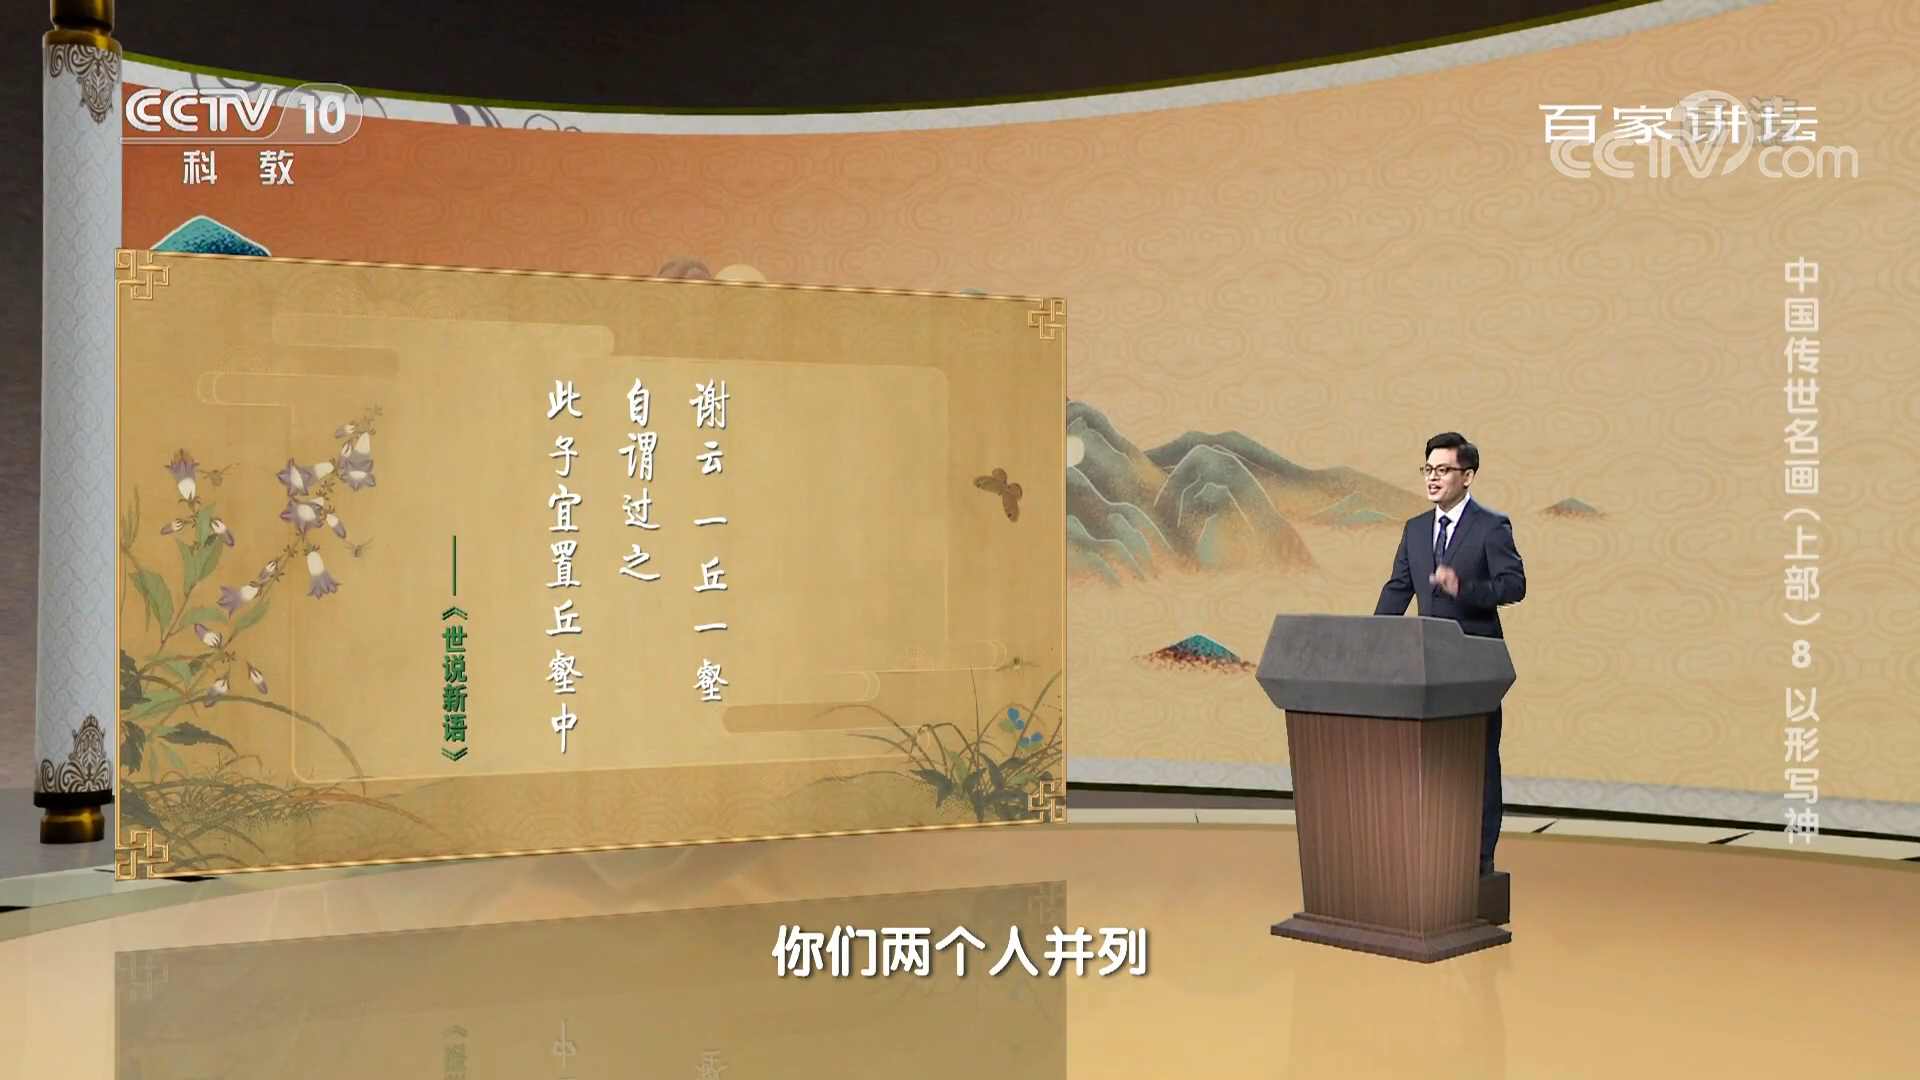 CCTV 10
科 教
百家讲坛
CCTV.com
谢云一丘一壑
自谓过之
此子宜置丘壑中
——《世说新语》
中国传世名画（上部）8 以形写神
你们两个人并列